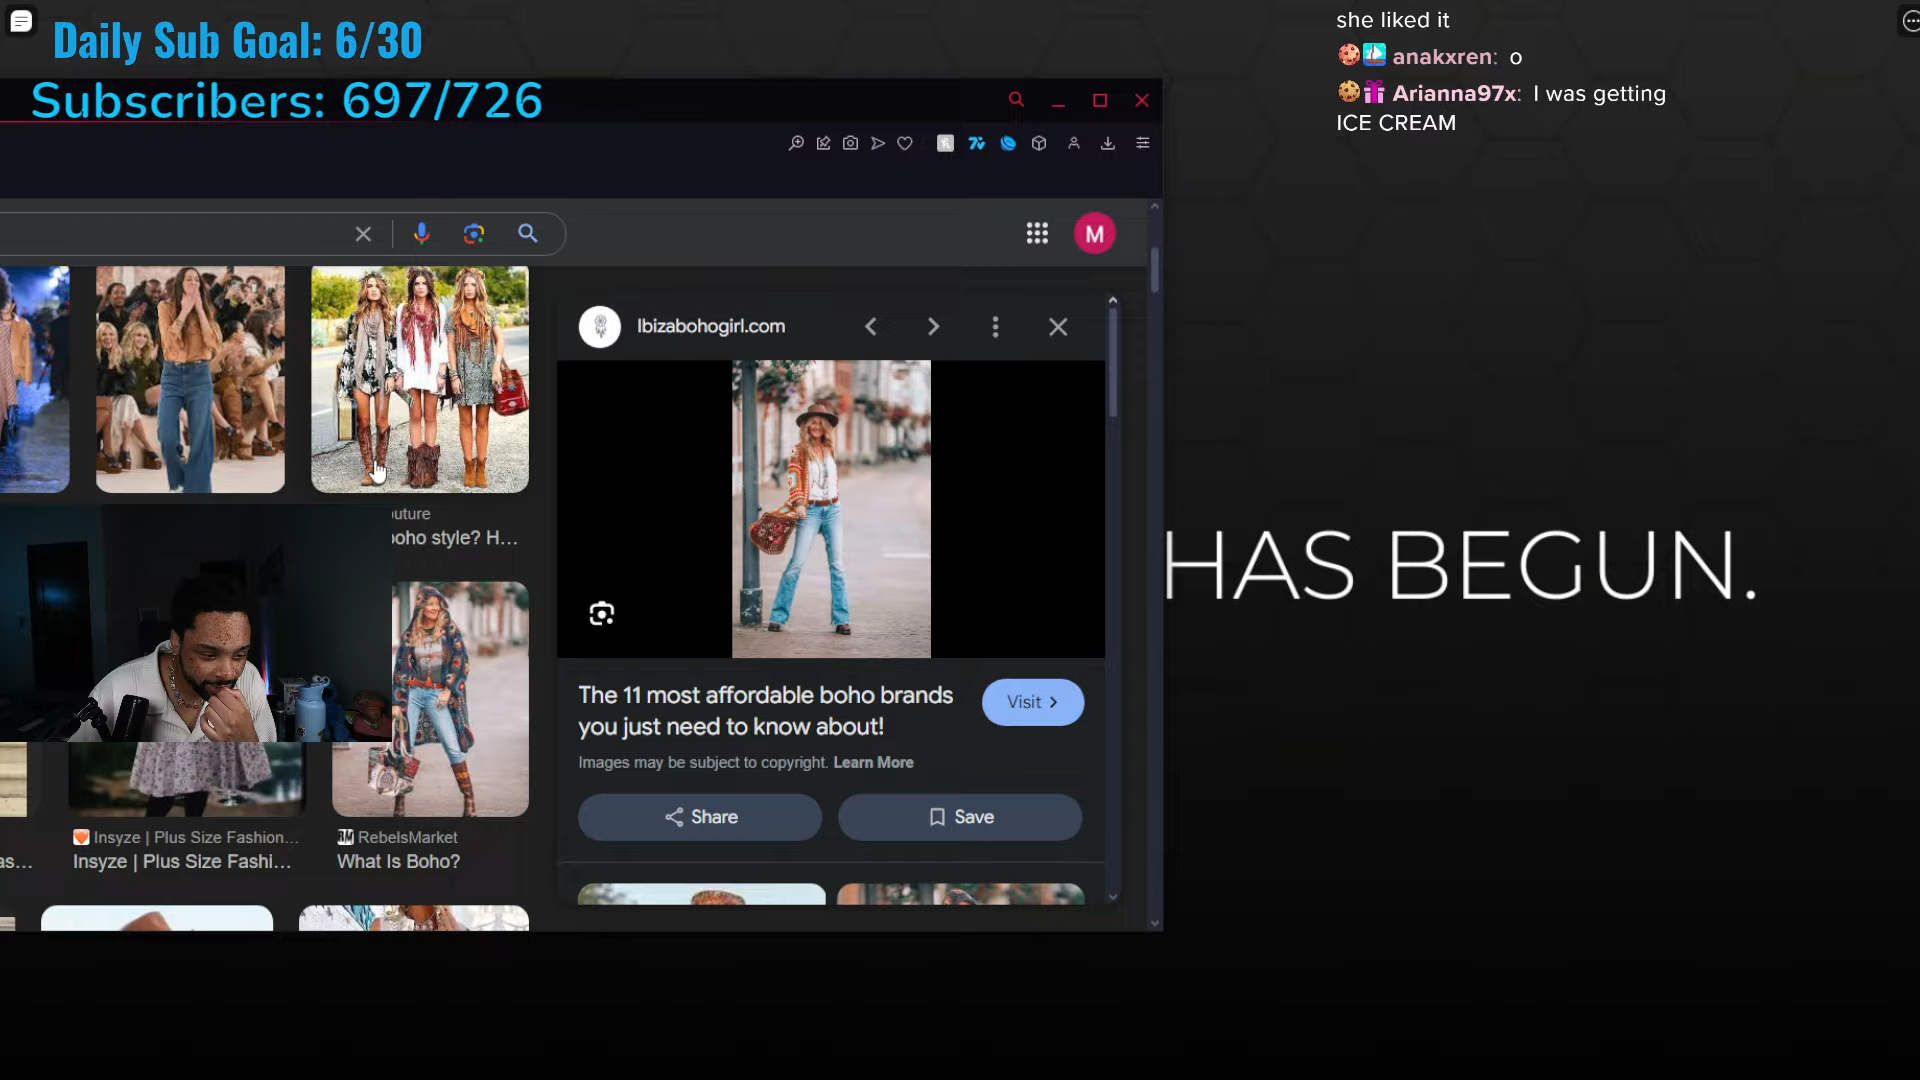 Daily Sub Goal: 6/30
Subscribers: 697/726
she liked it
anakxren: o
Arianna97x: I was getting
ICE CREAM
M
Ibizabohogirl.com
outure
boho style? H...
HAS BEGUN.
The 11 most affordable boho brands
you just need to know about!
Visit
Images may be subject to copyright. Learn More
Share
Save
Insyze | Plus Size Fashion...
Insyze | Plus Size Fashi...
RM RebelsMarket
What Is Boho?
as...